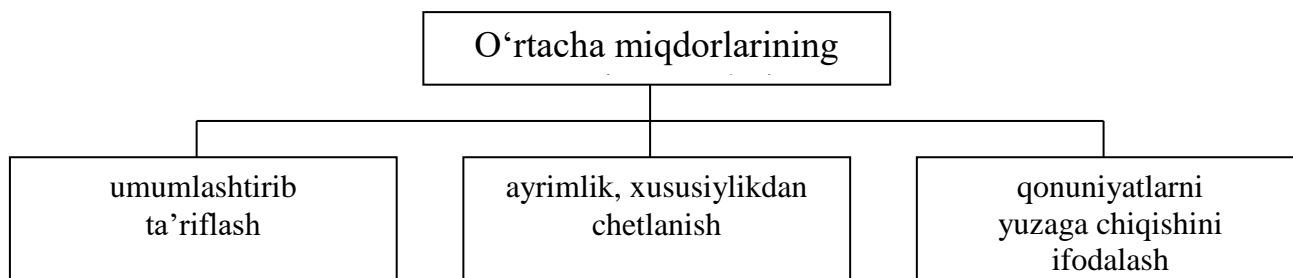 O‘rtacha miqdorlarining
umumlashtirib
ta’riflash
ayrimlik, xususiylikdan
chetlanish
qonuniyatlarni
yuzaga chiqishini
ifodalash